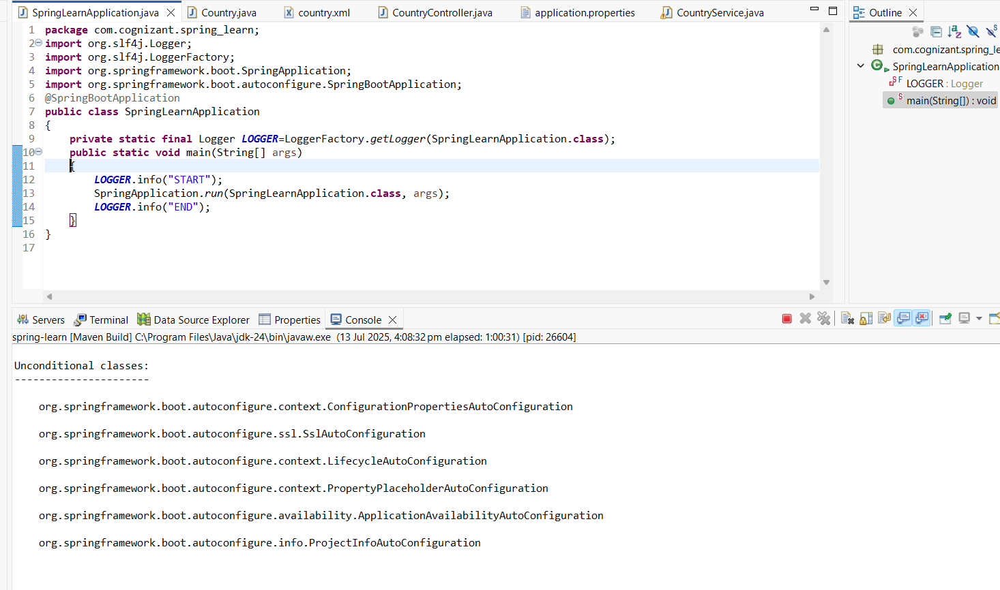 SpringLearnApplication.java
Country.java
country.xml
CountryController.java
application.properties
CountryService.java
Outline
1 package com.cognizant.spring_learn;
2 import org.slf4j.Logger;
3 import org.slf4j.LoggerFactory;
4 import org.springframework.boot.SpringApplication;
5 import org.springframework.boot.autoconfigure.SpringBootApplication;
6 @SpringBootApplication
7 public class SpringLearnApplication
8 {
9 private static final Logger LOGGER=LoggerFactory.getLogger(SpringLearnApplication.class);
10 public static void main(String[] args)
11 {
12 LOGGER.info("START");
13 SpringApplication.run(SpringLearnApplication.class, args);
14 LOGGER.info("END");
15 }
16 }
17
com.cognizant.spring_le
SpringLearnApplication
LOGGER : Logger
main(String[]) : void
Servers
Terminal
Data Source Explorer
Properties
Console
spring-learn [Maven Build] C:\Program Files\Java\jdk-24\bin\javaw.exe (13 Jul 2025, 4:08:32 pm elapsed: 1:00:31) [pid: 26604]
Unconditional classes:
----------------------
org.springframework.boot.autoconfigure.context.ConfigurationPropertiesAutoConfiguration
org.springframework.boot.autoconfigure.ssl.SslAutoConfiguration
org.springframework.boot.autoconfigure.context.LifecycleAutoConfiguration
org.springframework.boot.autoconfigure.context.PropertyPlaceholderAutoConfiguration
org.springframework.boot.autoconfigure.availability.ApplicationAvailabilityAutoConfiguration
org.springframework.boot.autoconfigure.info.ProjectInfoAutoConfiguration